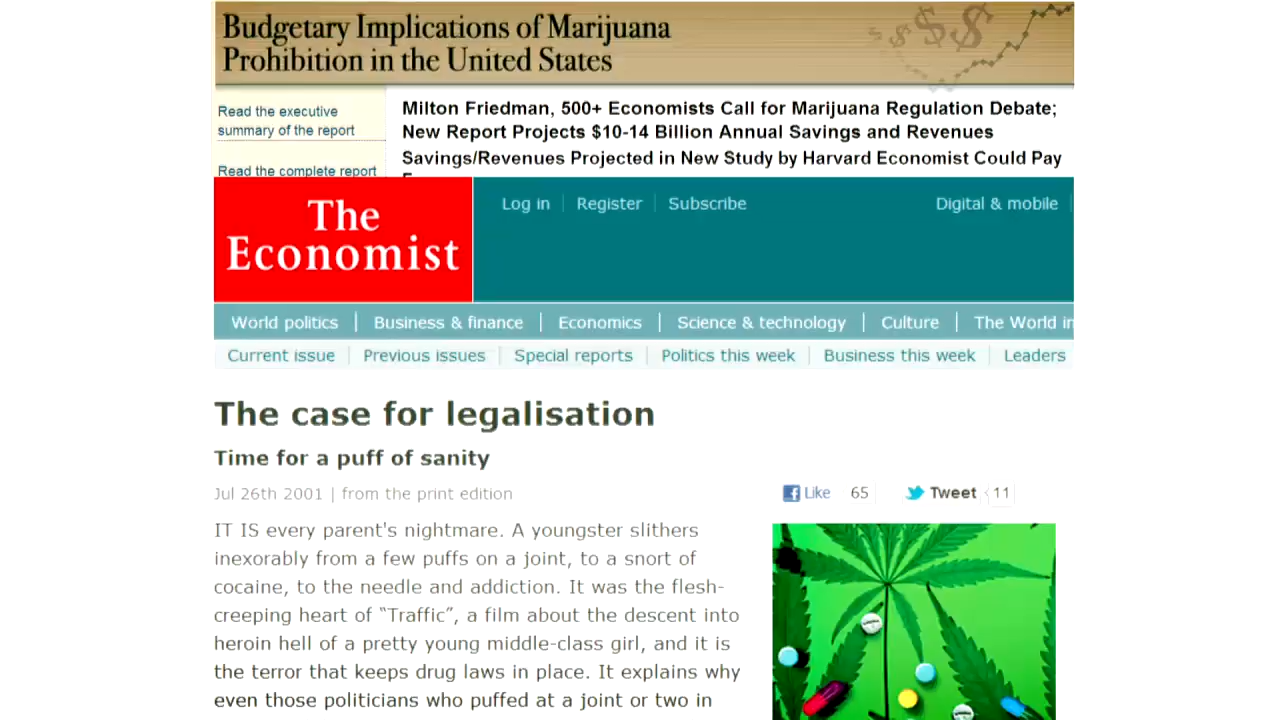 Budgetary Implications of Marijuana
Prohibition in the United States
Read the executive
summary of the report
Read the complete report
Milton Friedman, 500+ Economists Call for Marijuana Regulation Debate;
New Report Projects $10-14 Billion Annual Savings and Revenues
Savings/Revenues Projected in New Study by Harvard Economist Could Pay
The
Economist
Log in Register Subscribe Digital & mobile
World politics Business & finance Economics Science & technology Culture The World in
Current issue Previous issues Special reports Politics this week Business this week Leaders
The case for legalisation
Time for a puff of sanity
Jul 26th 2001 | from the print edition
Like 65 Tweet 11
IT IS every parent's nightmare. A youngster slithers
inexorably from a few puffs on a joint, to a snort of
cocaine, to the needle and addiction. It was the flesh-
creeping heart of “Traffic”, a film about the descent into
heroin hell of a pretty young middle-class girl, and it is
the terror that keeps drug laws in place. It explains why
even those politicians who puffed at a joint or two in